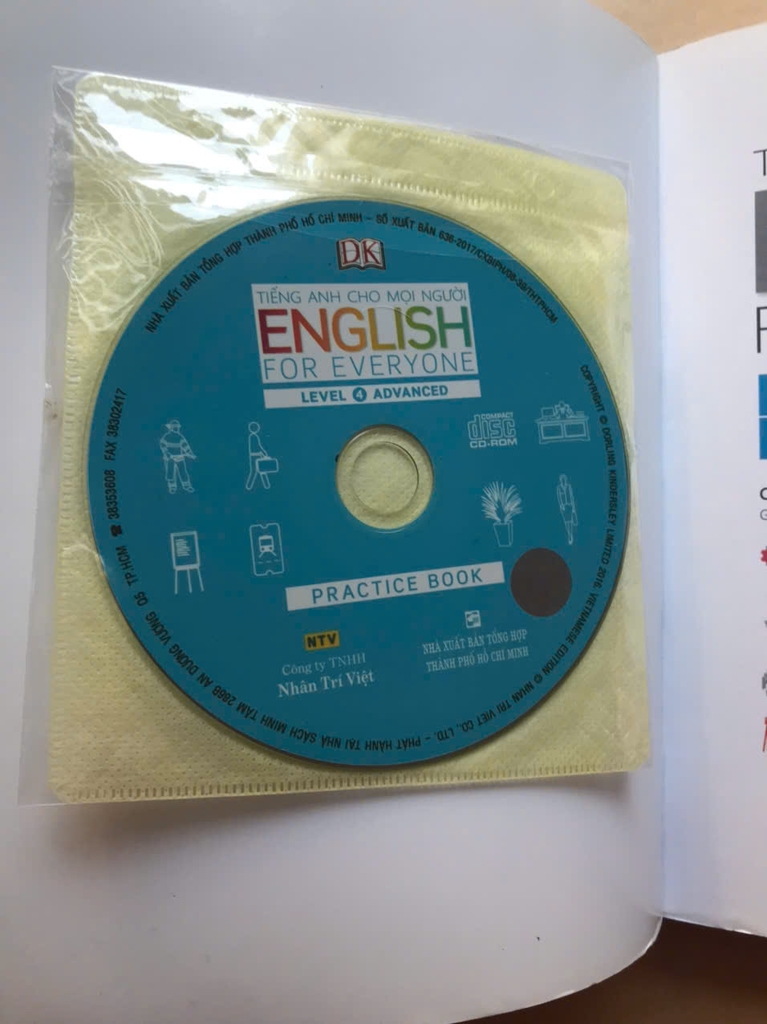 NHÀ XUẤT BẢN TỔNG HỢP THÀNH PHỐ HỒ CHÍ MINH – SỐ XUẤT BẢN 636-2017/CXBIPH/08-39/THTPHCM
DK
TIẾNG ANH CHO MỌI NGƯỜI
ENGLISH
FOR EVERYONE
LEVEL 4 ADVANCED
COMPACT
disc
CD-ROM
PRACTICE BOOK
NTV
Công ty TNHH
Nhân Trí Việt
NHÀ XUẤT BẢN TỔNG HỢP
THÀNH PHỐ HỒ CHÍ MINH
COPYRIGHT © DORLING KINDERSLEY LIMITED 2016, VIETNAMESE EDITION © NHAN TRI VIET CO., LTD. – PHÁT HÀNH TẠI NHÀ SÁCH MINH TÂM 286B AN DƯƠNG VƯƠNG Q5 TP.HCM ☎ 38353608 FAX 38302417